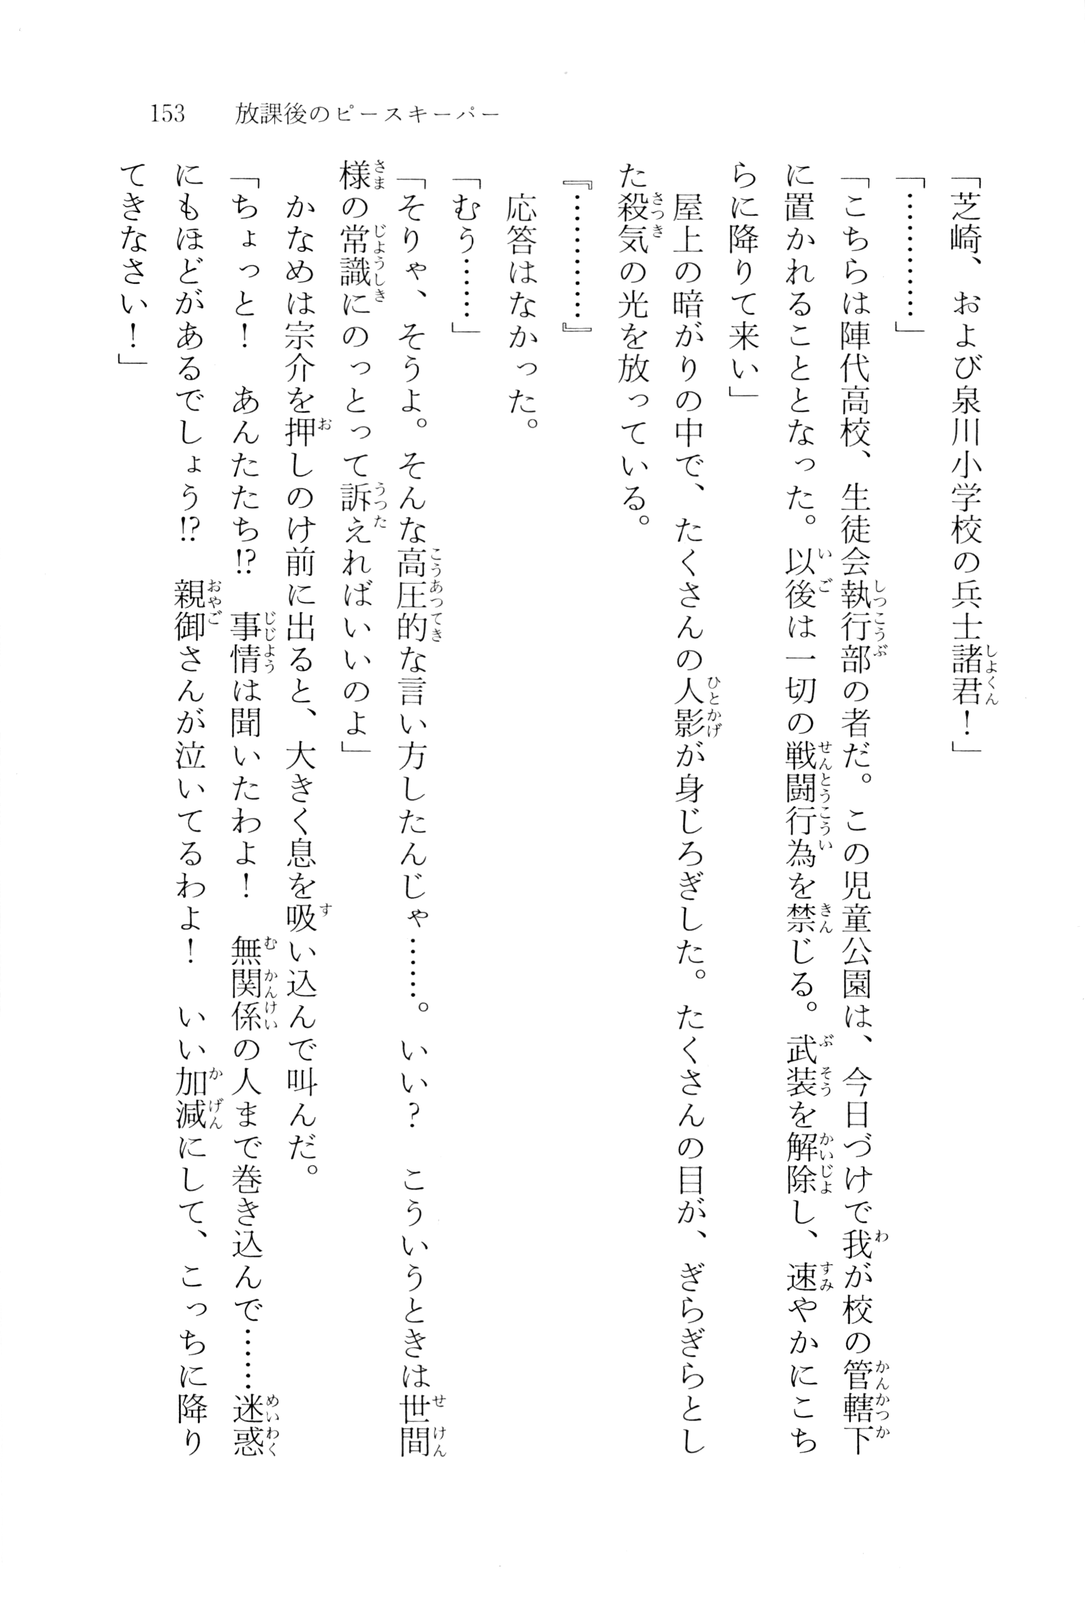 153　放課後のピースキーパー
「芝崎、および泉川小学校の兵士諸君！」
「…………」
「こちらは陣代高校、生徒会執行部の者だ。この児童公園は、今日づけで我が校の管轄下
に置かれることとなった。以後は一切の戦闘行為を禁じる。武装を解除し、速やかにこち
らに降りて来い」
　屋上の暗がりの中で、たくさんの人影が身じろぎした。たくさんの目が、ぎらぎらとし
た殺気の光を放っている。
『…………』
　応答はなかった。
「むう……」
「そりゃ、そうよ。そんな高圧的な言い方したんじゃ……。いい？　こういうときは世間
様の常識にのっとって訴えればいいのよ」
　かなめは宗介を押しのけ前に出ると、大きく息を吸い込んで叫んだ。
「ちょっと！　あんたたち!?　事情は聞いたわよ！　無関係の人まで巻き込んで……迷惑
にもほどがあるでしょう!?　親御さんが泣いてるわよ！　いい加減にして、こっちに降り
てきなさい！」